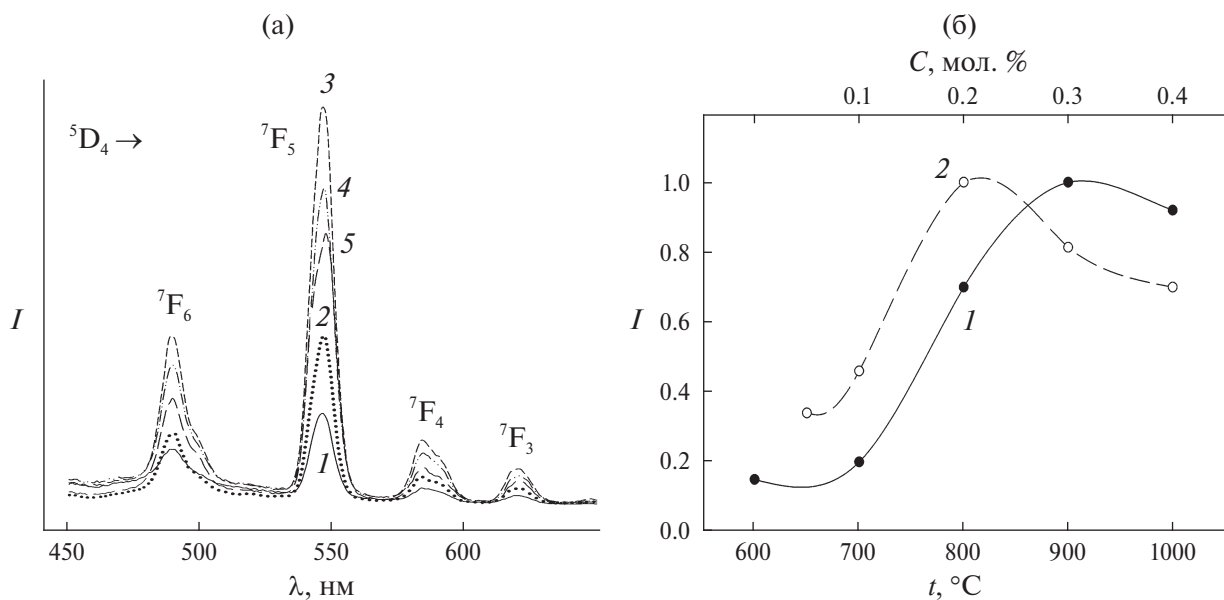 (а)
3
⁵D₄ →
⁷F₅
4
5
⁷F₆
2
I
⁷F₄
⁷F₃
1
450 500 550 600
λ, нм
(б)
C, мол. %
0.1 0.2 0.3 0.4
1.0
2
0.8
I
0.6
1
0.4
0.2
0.0
600 700 800 900 1000
t, °C